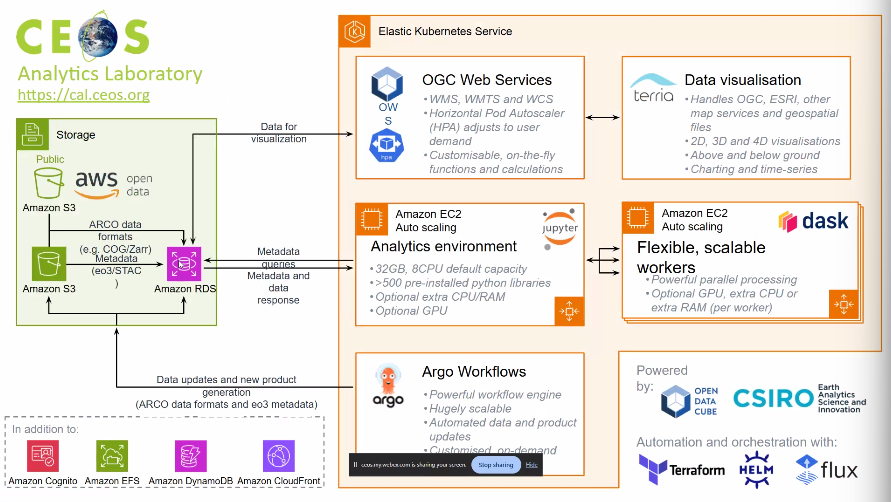 CEOS
Analytics Laboratory
https://cal.ceos.org
Storage
Public
aws open
data
Amazon S3
ARCO data
formats
(e.g. COG/Zarr)
Metadata
(eo3/STAC
)
Amazon S3
Amazon RDS
Data for
visualization
Metadata
queries
Metadata and
data
response
Data updates and new product
generation
(ARCO data formats and eo3 metadata)
In addition to:
Amazon Cognito
Amazon EFS
Amazon DynamoDB
Amazon CloudFront
Elastic Kubernetes Service
OW
S
hpa
OGC Web Services
•WMS, WMTS and WCS
•Horizontal Pod Autoscaler
(HPA) adjusts to user
demand
•Customisable, on-the-fly
functions and calculations
terria
Data visualisation
•Handles OGC, ESRI, other
map services and geospatial
files
•2D, 3D and 4D visualisations
•Above and below ground
•Charting and time-series
Amazon EC2
Auto scaling
jupyter
Analytics environment
•32GB, 8CPU default capacity
•>500 pre-installed python libraries
•Optional extra CPU/RAM
•Optional GPU
Amazon EC2
Auto scaling
dask
Flexible, scalable
workers
•Powerful parallel processing
•Optional GPU, extra CPU or
extra RAM (per worker)
argo
Argo Workflows
•Powerful workflow engine
•Hugely scalable
•Automated data and product
updates
•Customised, on-demand
ceos.my.webex.com is sharing your screen.
Stop sharing
Hide
Powered
by:
OPEN
DATA
CUBE
CSIRO
Earth
Analytics
Science and
Innovation
Automation and orchestration with:
Terraform
HELM
flux